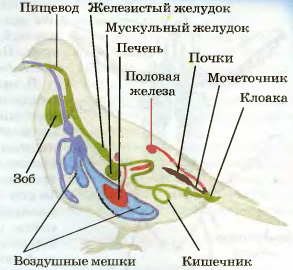 Пищевод Железистый желудок
Мускульный желудок
Печень
Почки
Половая
железа
Мочеточник
Клоака
Зоб
Воздушные мешки
Кишечник